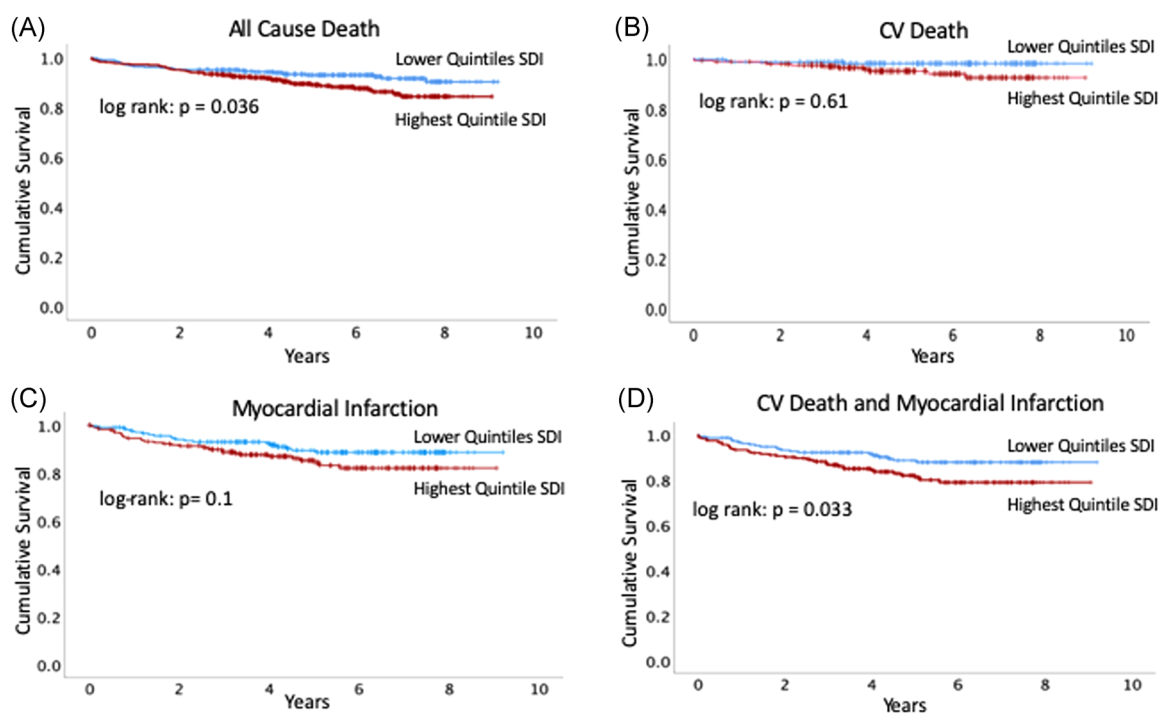 (A)
All Cause Death
Cumulative Survival
1.0
0.8
0.6
0.4
0.2
0.0
Lower Quintiles SDI
log rank: p = 0.036
Highest Quintile SDI
0 2 4 6 8 10
Years
(B)
CV Death
Cumulative Survival
1.0
0.8
0.6
0.4
0.2
0.0
Lower Quintiles SDI
log rank: p = 0.61
Highest Quintile SDI
0 2 4 6 8 10
Years
(C)
Myocardial Infarction
Cumulative Survival
1.0
0.8
0.6
0.4
0.2
0.0
Lower Quintiles SDI
log-rank: p= 0.1
Highest Quintile SDI
0 2 4 6 8 10
Years
(D)
CV Death and Myocardial Infarction
Cumulative Survival
1.0
0.8
0.6
0.4
0.2
0.0
Lower Quintiles SDI
log rank: p = 0.033
Highest Quintile SDI
0 2 4 6 8 10
Years